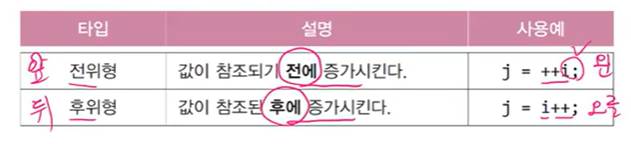 타입 설명 사용예
앞 전위형 값이 참조되기 전에 증가시킨다. j = ++i; 왼
뒤 후위형 값이 참조된 후에 증가시킨다. j = i++; 오른